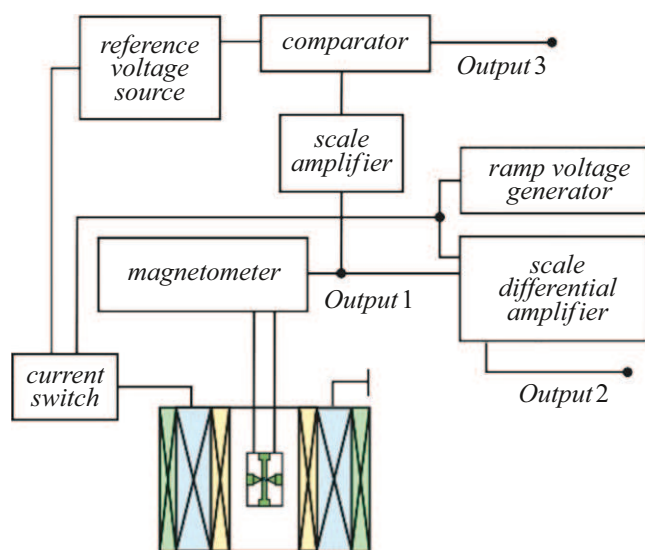 reference
voltage
source
comparator
Output 3
scale
amplifier
ramp voltage
generator
magnetometer
Output 1
scale
differential
amplifier
current
switch
Output 2